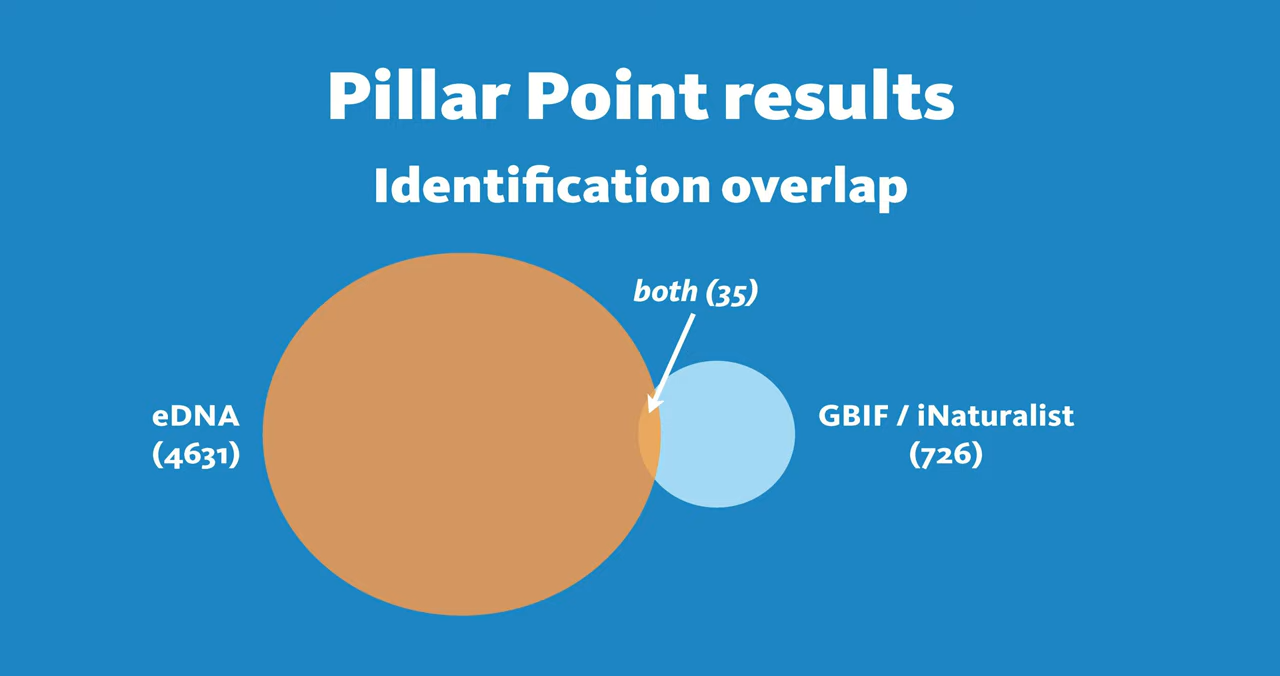 Pillar Point results
Identification overlap
both (35)
eDNA
(4631)
GBIF / iNaturalist
(726)